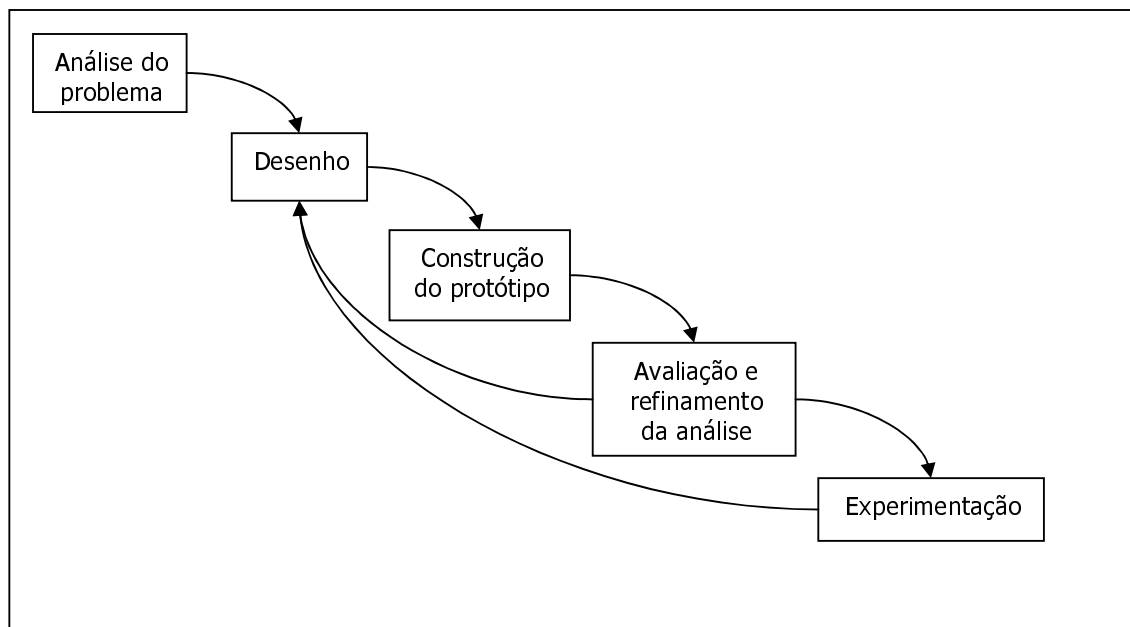 Análise do
problema
Desenho
Construção
do protótipo
Avaliação e
refinamento
da análise
Experimentação